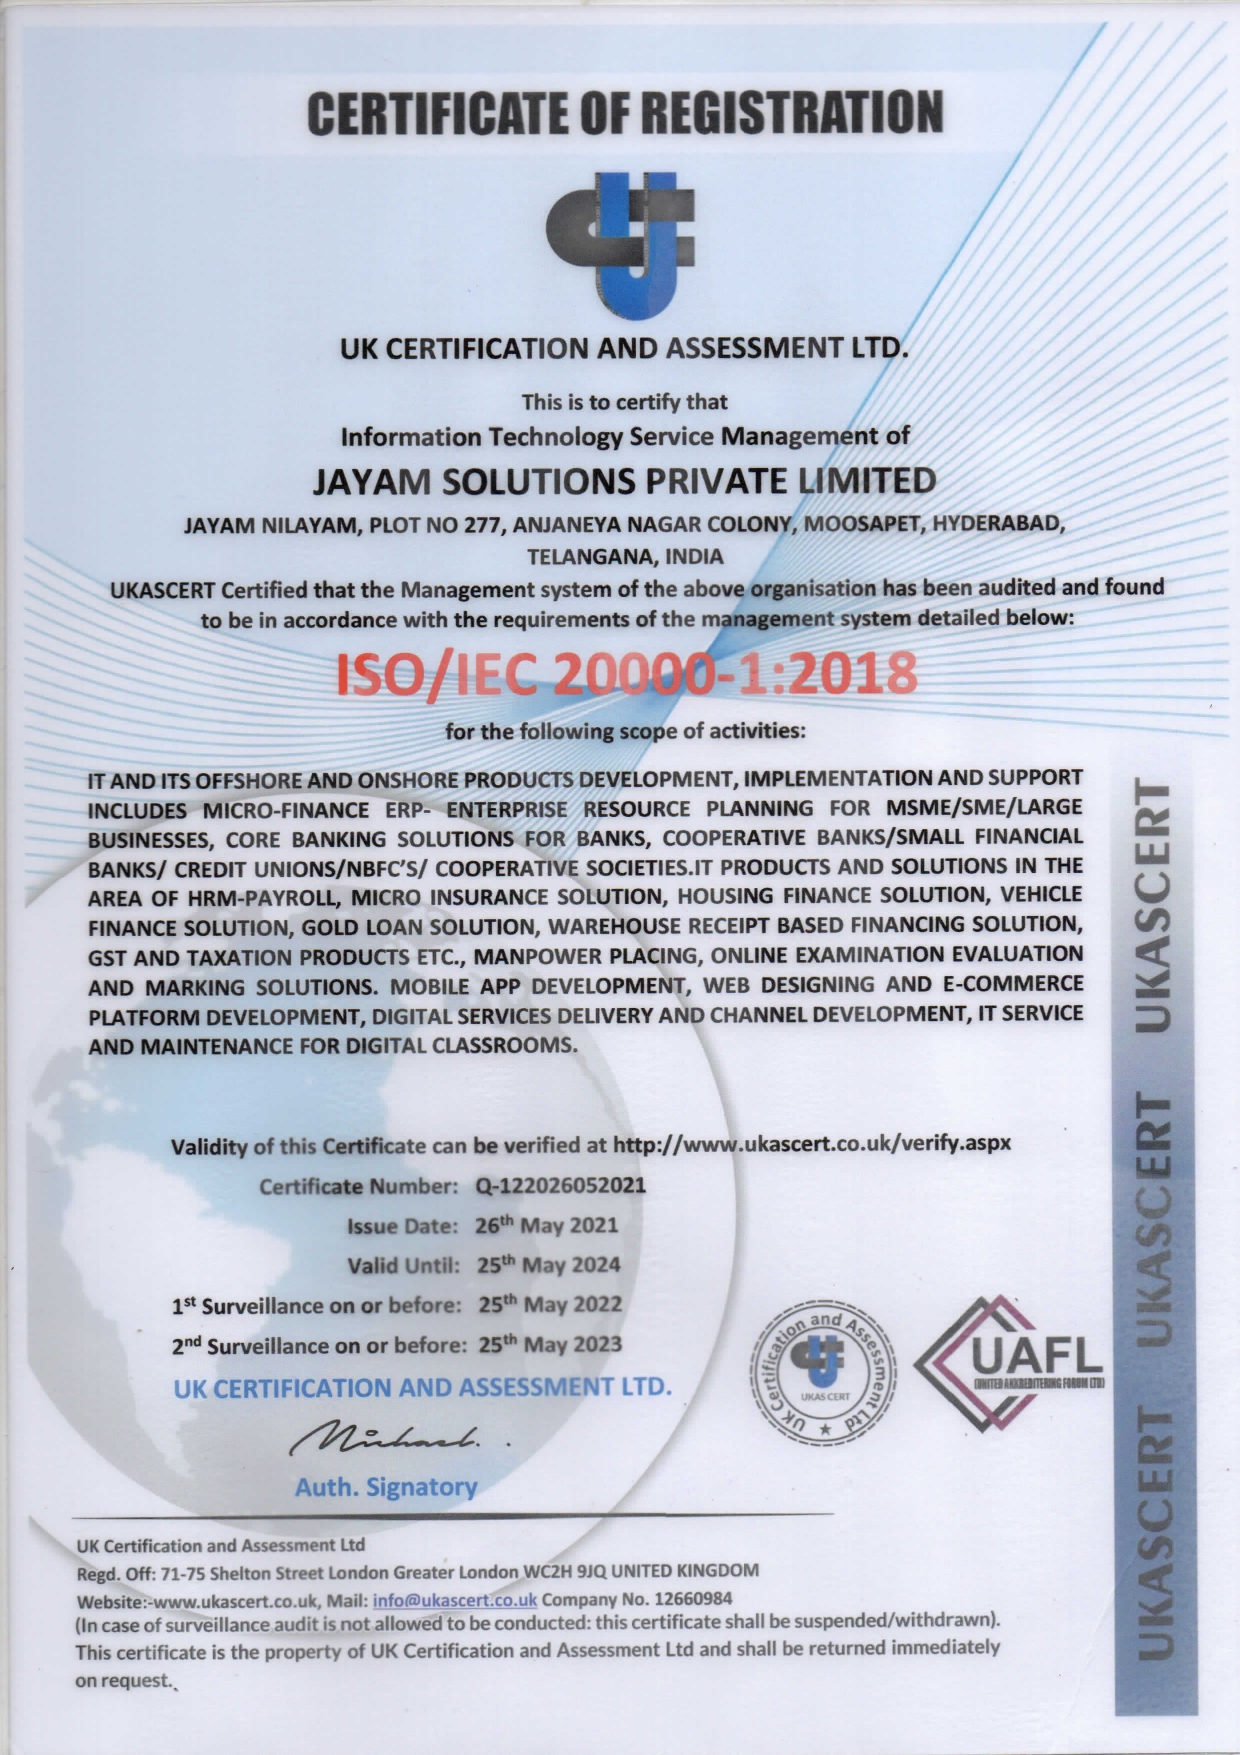 CERTIFICATE OF REGISTRATION
UK CERTIFICATION AND ASSESSMENT LTD.
This is to certify that
Information Technology Service Management of
JAYAM SOLUTIONS PRIVATE LIMITED
JAYAM NILAYAM, PLOT NO 277, ANJANEYA NAGAR COLONY, MOOSAPET, HYDERABAD,
TELANGANA, INDIA
UKASCERT Certified that the Management system of the above organisation has been audited and found
to be in accordance with the requirements of the management system detailed below:
ISO/IEC 20000-1:2018
for the following scope of activities:
IT AND ITS OFFSHORE AND ONSHORE PRODUCTS DEVELOPMENT, IMPLEMENTATION AND SUPPORT
INCLUDES MICRO-FINANCE ERP- ENTERPRISE RESOURCE PLANNING FOR MSME/SME/LARGE
BUSINESSES, CORE BANKING SOLUTIONS FOR BANKS, COOPERATIVE BANKS/SMALL FINANCIAL
BANKS/ CREDIT UNIONS/NBFC'S/ COOPERATIVE SOCIETIES.IT PRODUCTS AND SOLUTIONS IN THE
AREA OF HRM-PAYROLL, MICRO INSURANCE SOLUTION, HOUSING FINANCE SOLUTION, VEHICLE
FINANCE SOLUTION, GOLD LOAN SOLUTION, WAREHOUSE RECEIPT BASED FINANCING SOLUTION,
GST AND TAXATION PRODUCTS ETC., MANPOWER PLACING, ONLINE EXAMINATION EVALUATION
AND MARKING SOLUTIONS. MOBILE APP DEVELOPMENT, WEB DESIGNING AND E-COMMERCE
PLATFORM DEVELOPMENT, DIGITAL SERVICES DELIVERY AND CHANNEL DEVELOPMENT, IT SERVICE
AND MAINTENANCE FOR DIGITAL CLASSROOMS.
Validity of this Certificate can be verified at http://www.ukascert.co.uk/verify.aspx
Certificate Number: Q-122026052021
Issue Date: 26th May 2021
Valid Until: 25th May 2024
1st Surveillance on or before: 25th May 2022
2nd Surveillance on or before: 25th May 2023
UK CERTIFICATION AND ASSESSMENT LTD.
Michael.
Auth. Signatory
UK Certification and Assessment Ltd
UKAS CERT
UAFL
(UNITED AKKREDITERING FORUM LTD)
UKASCERT UKASCERT UKASCERT
UK Certification and Assessment Ltd
Regd. Off: 71-75 Shelton Street London Greater London WC2H 9JQ UNITED KINGDOM
Website:-www.ukascert.co.uk, Mail: info@ukascert.co.uk Company No. 12660984
(In case of surveillance audit is not allowed to be conducted: this certificate shall be suspended/withdrawn).
This certificate is the property of UK Certification and Assessment Ltd and shall be returned immediately
on request.